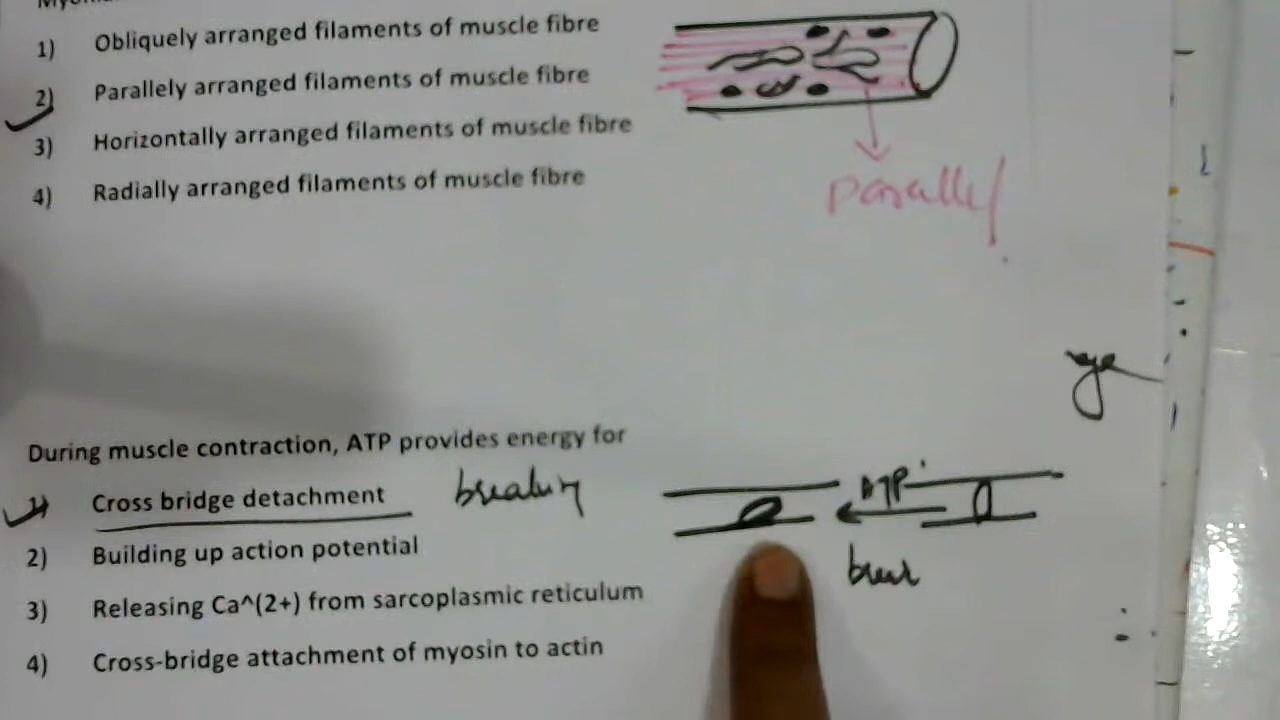 1) Obliquely arranged filaments of muscle fibre
2) Parallely arranged filaments of muscle fibre
3) Horizontally arranged filaments of muscle fibre
4) Radially arranged filaments of muscle fibre
Parallel
During muscle contraction, ATP provides energy for
1) Cross bridge detachment
2) Building up action potential
3) Releasing Ca^(2+) from sarcoplasmic reticulum
4) Cross-bridge attachment of myosin to actin
ATP